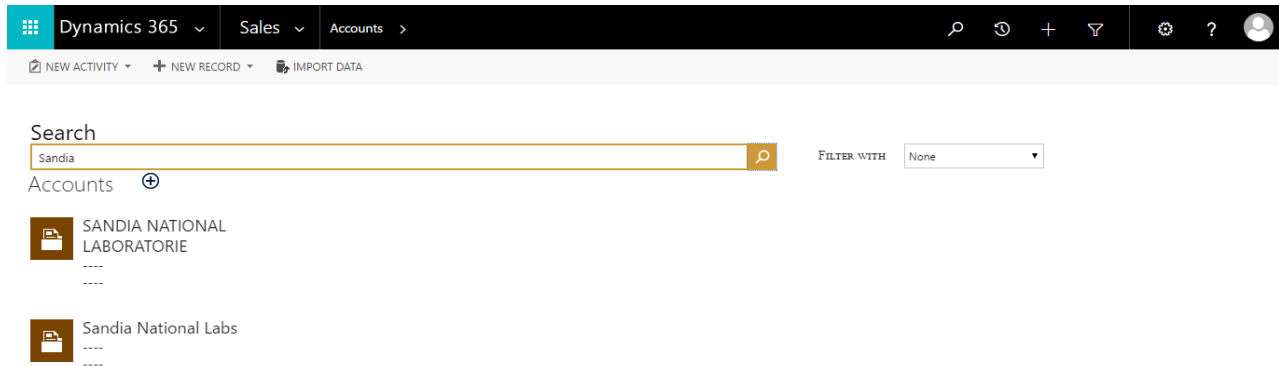 Dynamics 365 Sales Accounts >
NEW ACTIVITY + NEW RECORD IMPORT DATA
Search
Sandia
FILTER WITH None
Accounts
SANDIA NATIONAL
LABORATORIE
----
----
Sandia National Labs
----
----